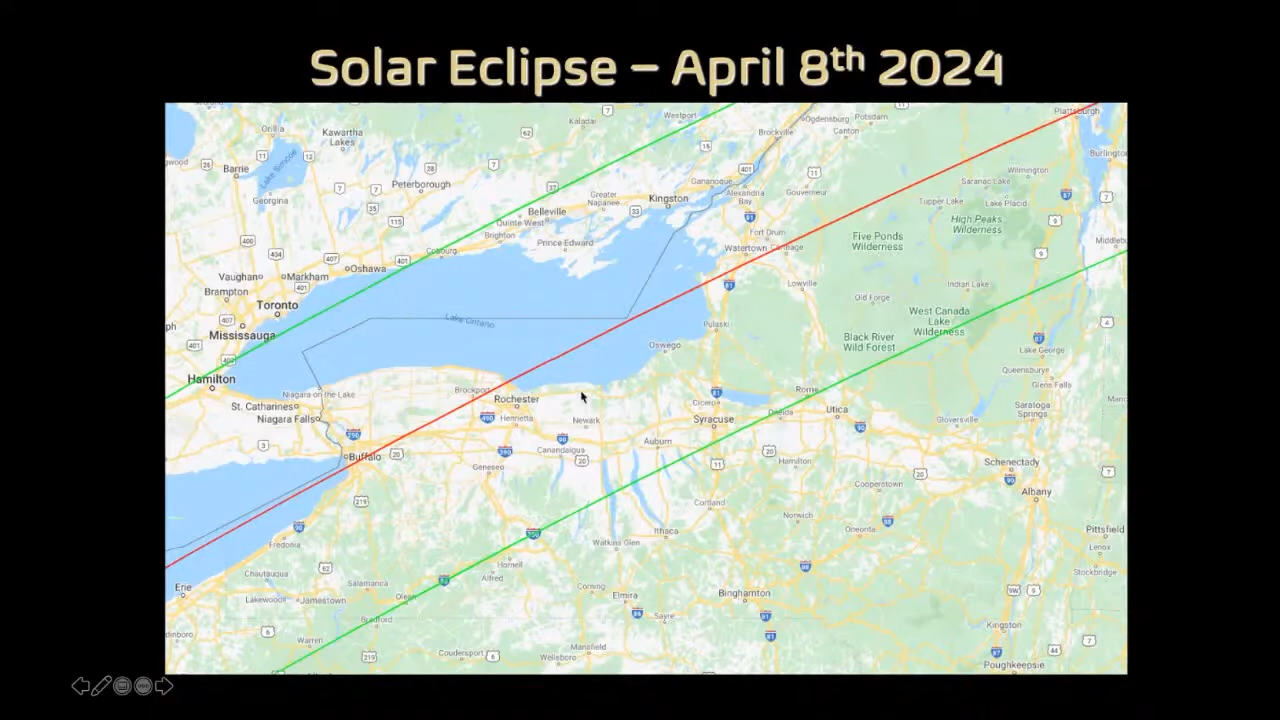 Solar Eclipse – April 8th 2024
Orillia
Kawartha
Lakes
Kaladar
Westport
Ogdensburg
Potsdam
Canton
Plattsburgh
Brockville
Barrie
Lake Simcoe
Georgina
Peterborough
Burlington
Wilmington
Saranac Lake
Lake Placid
Tupper Lake
High Peaks
Wilderness
Gananoque
Alexandria
Bay
Gouverneur
Greater
Napanee
Kingston
Belleville
Quinte West
Brighton
Prince Edward
Cobourg
Fort Drum
Watertown
Carthage
Five Ponds
Wilderness
Middlebu
Vaughan
Markham
Oshawa
Brampton
Toronto
Mississauga
Lake Ontario
Lowville
Old Forge
Indian Lake
West Canada
Lake
Wilderness
Black River
Wild Forest
Pulaski
Oswego
Lake George
Queensbury
Glens Falls
Hamilton
Niagara on the Lake
St. Catharines
Niagara Falls
Brockport
Rochester
Henrietta
Newark
Cicero
Syracuse
Oneida
Rome
Utica
Gloversville
Saratoga
Springs
Buffalo
Geneseo
Canandaigua
Auburn
Hamilton
Cooperstown
Schenectady
Albany
Cortland
Norwich
Oneonta
Pittsfield
Lenox
Stockbridge
Fredonia
Ithaca
Watkins Glen
Erie
Chautauqua
Lakewood
Jamestown
Salamanca
Olean
Bradford
Hornell
Alfred
Corning
Elmira
Sayre
Binghamton
Warren
Coudersport
Wellsboro
Mansfield
Kingston
Poughkeepsie